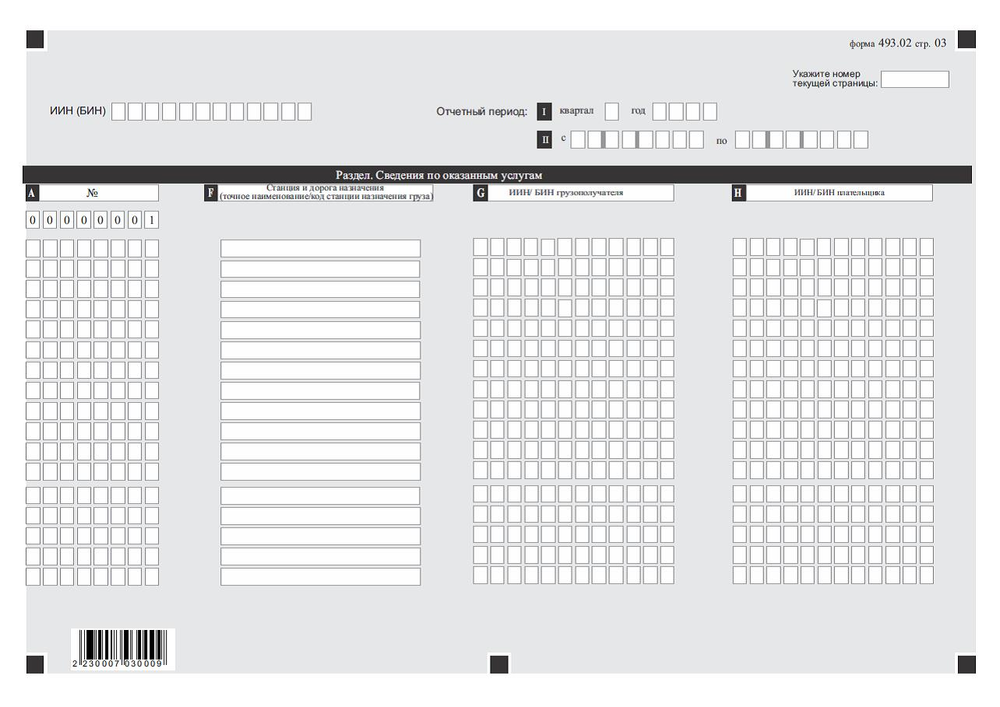 форма 493.02 стр. 03
Укажите номер
текущей страницы:
ИИН (БИН)
Отчетный период: I квартал год
II с по
Раздел. Сведения по оказанным услугам
A №
F Станция и дорога назначения
(точное наименование/код станции назначения груза)
G ИИН/ БИН грузополучателя
H ИИН/ БИН плательщика
0 0 0 0 0 0 0 1
2 230007 030009